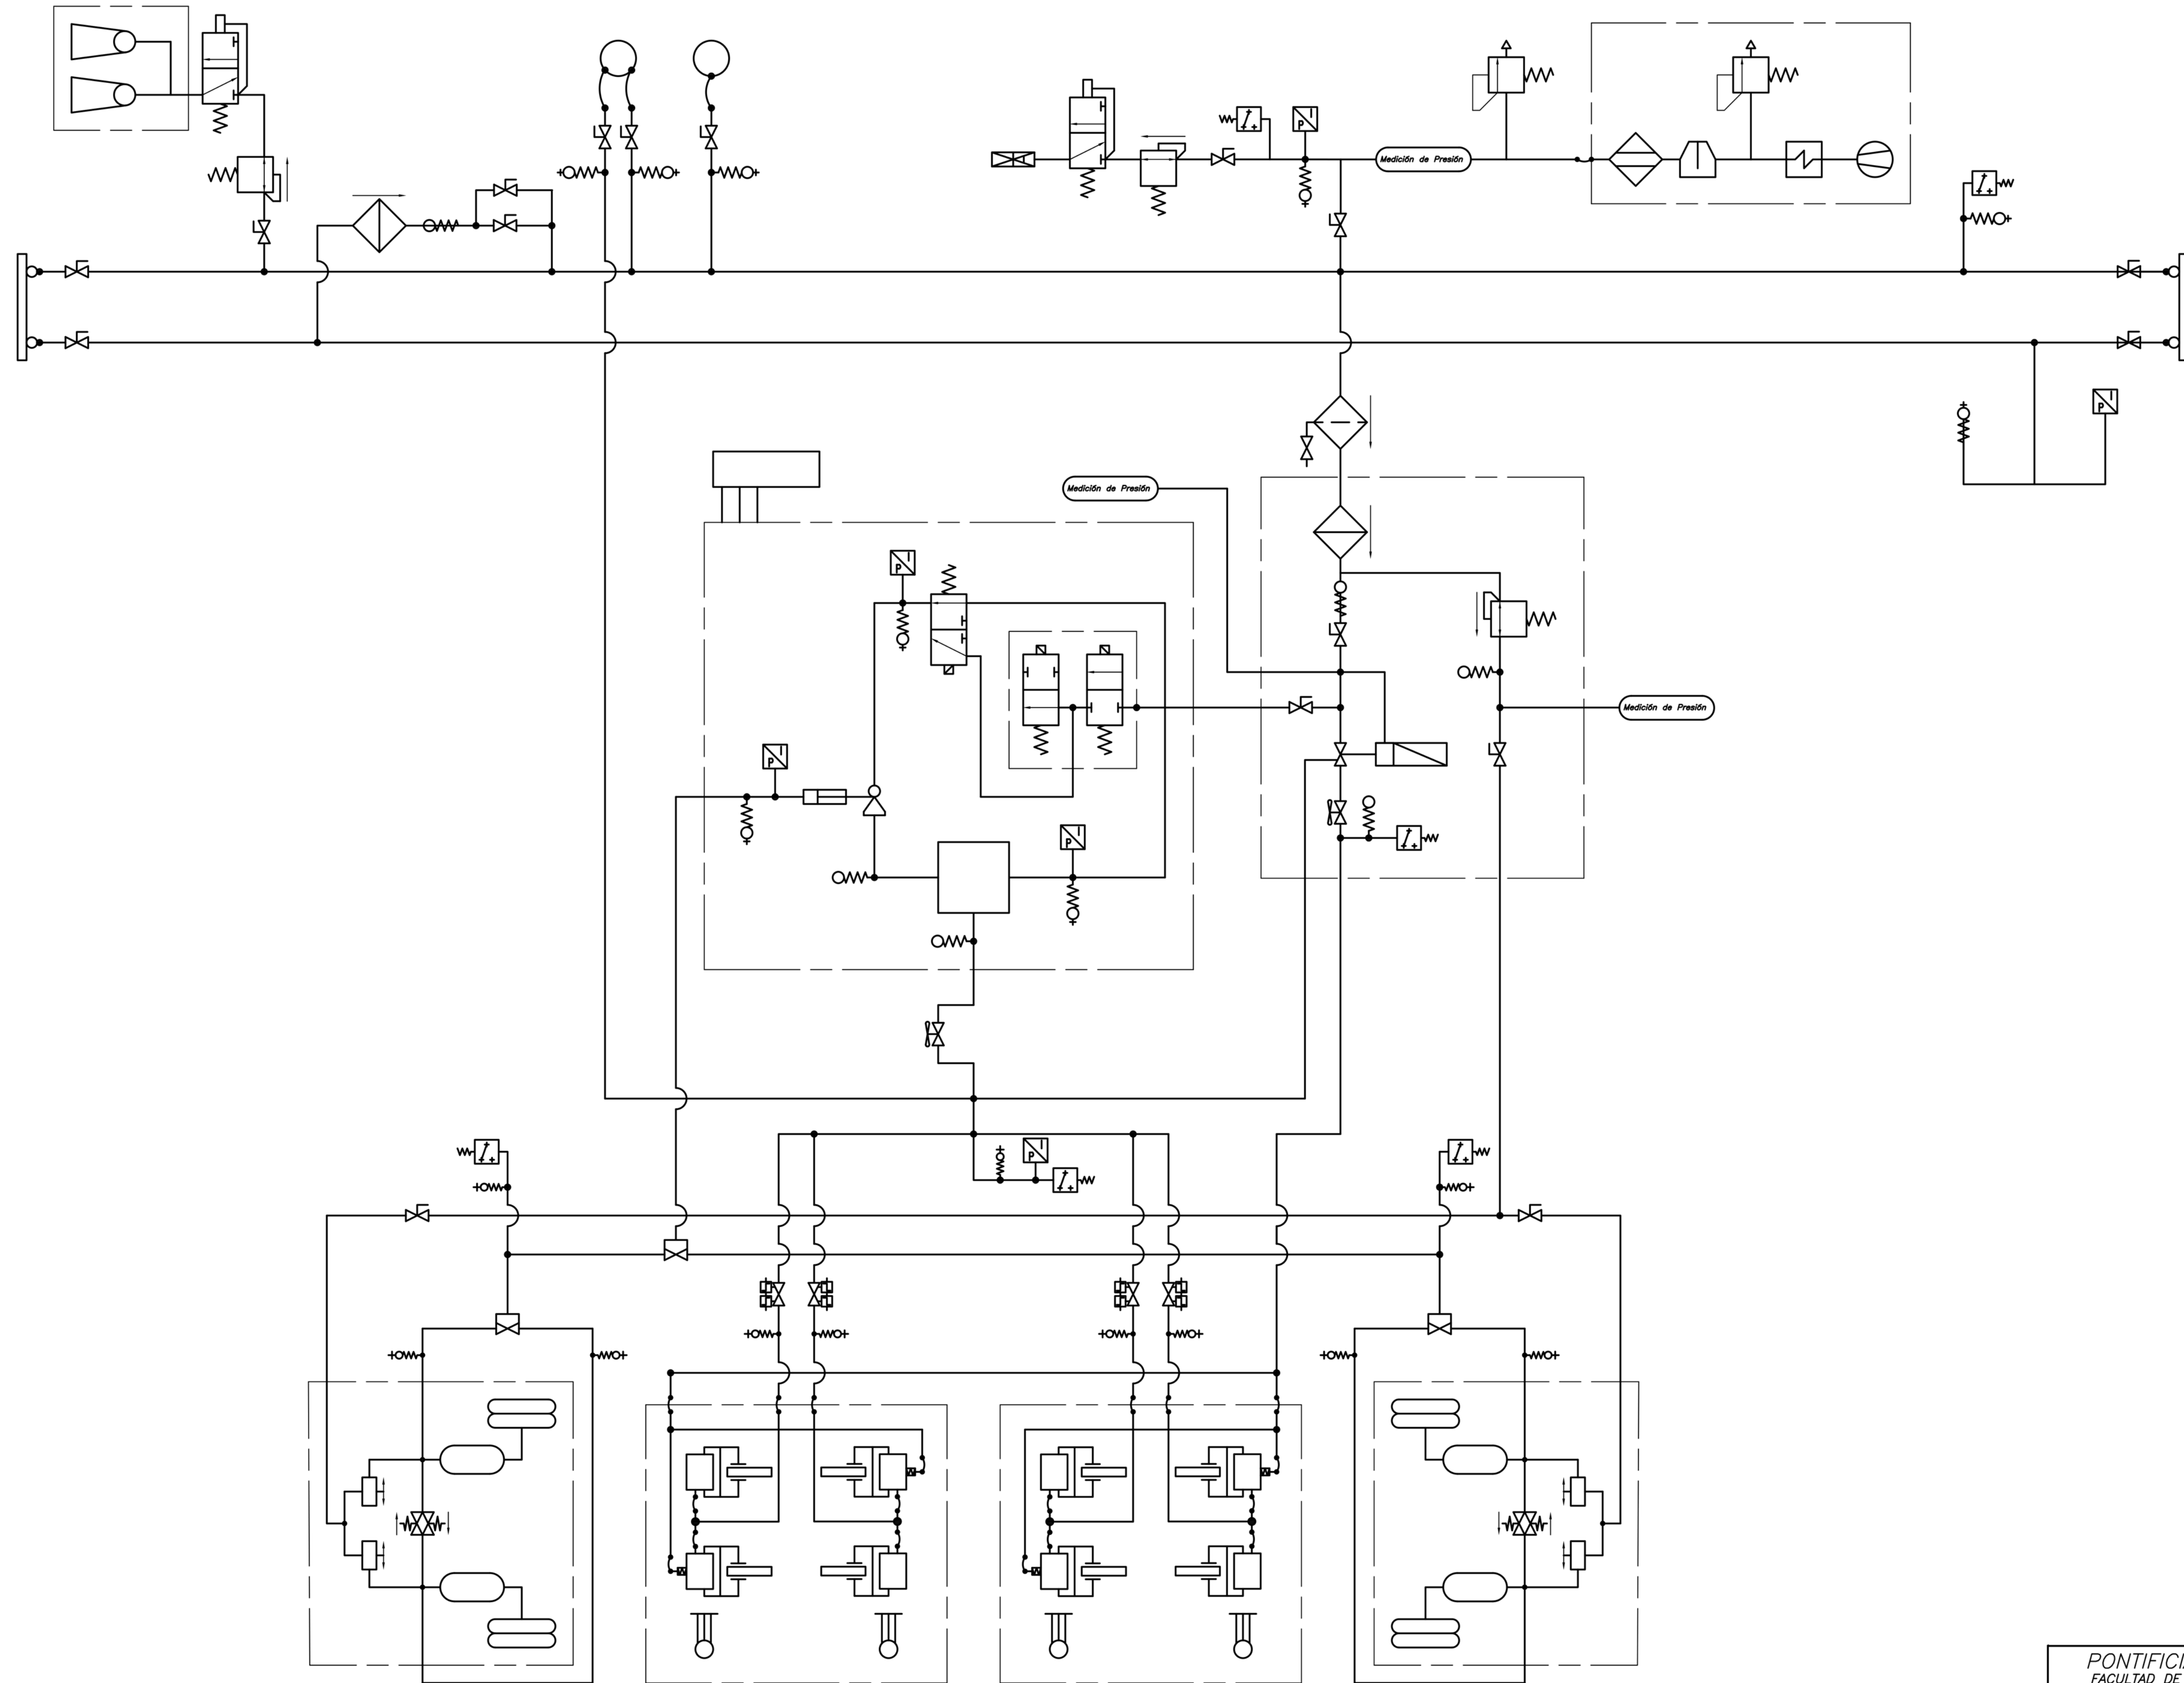 Medición de Presión
Medición de Presión
Medición de Presión
I
P
I
P
I
P
I
P
I
P
I
P
PONTIFICI
FACULTAD DE